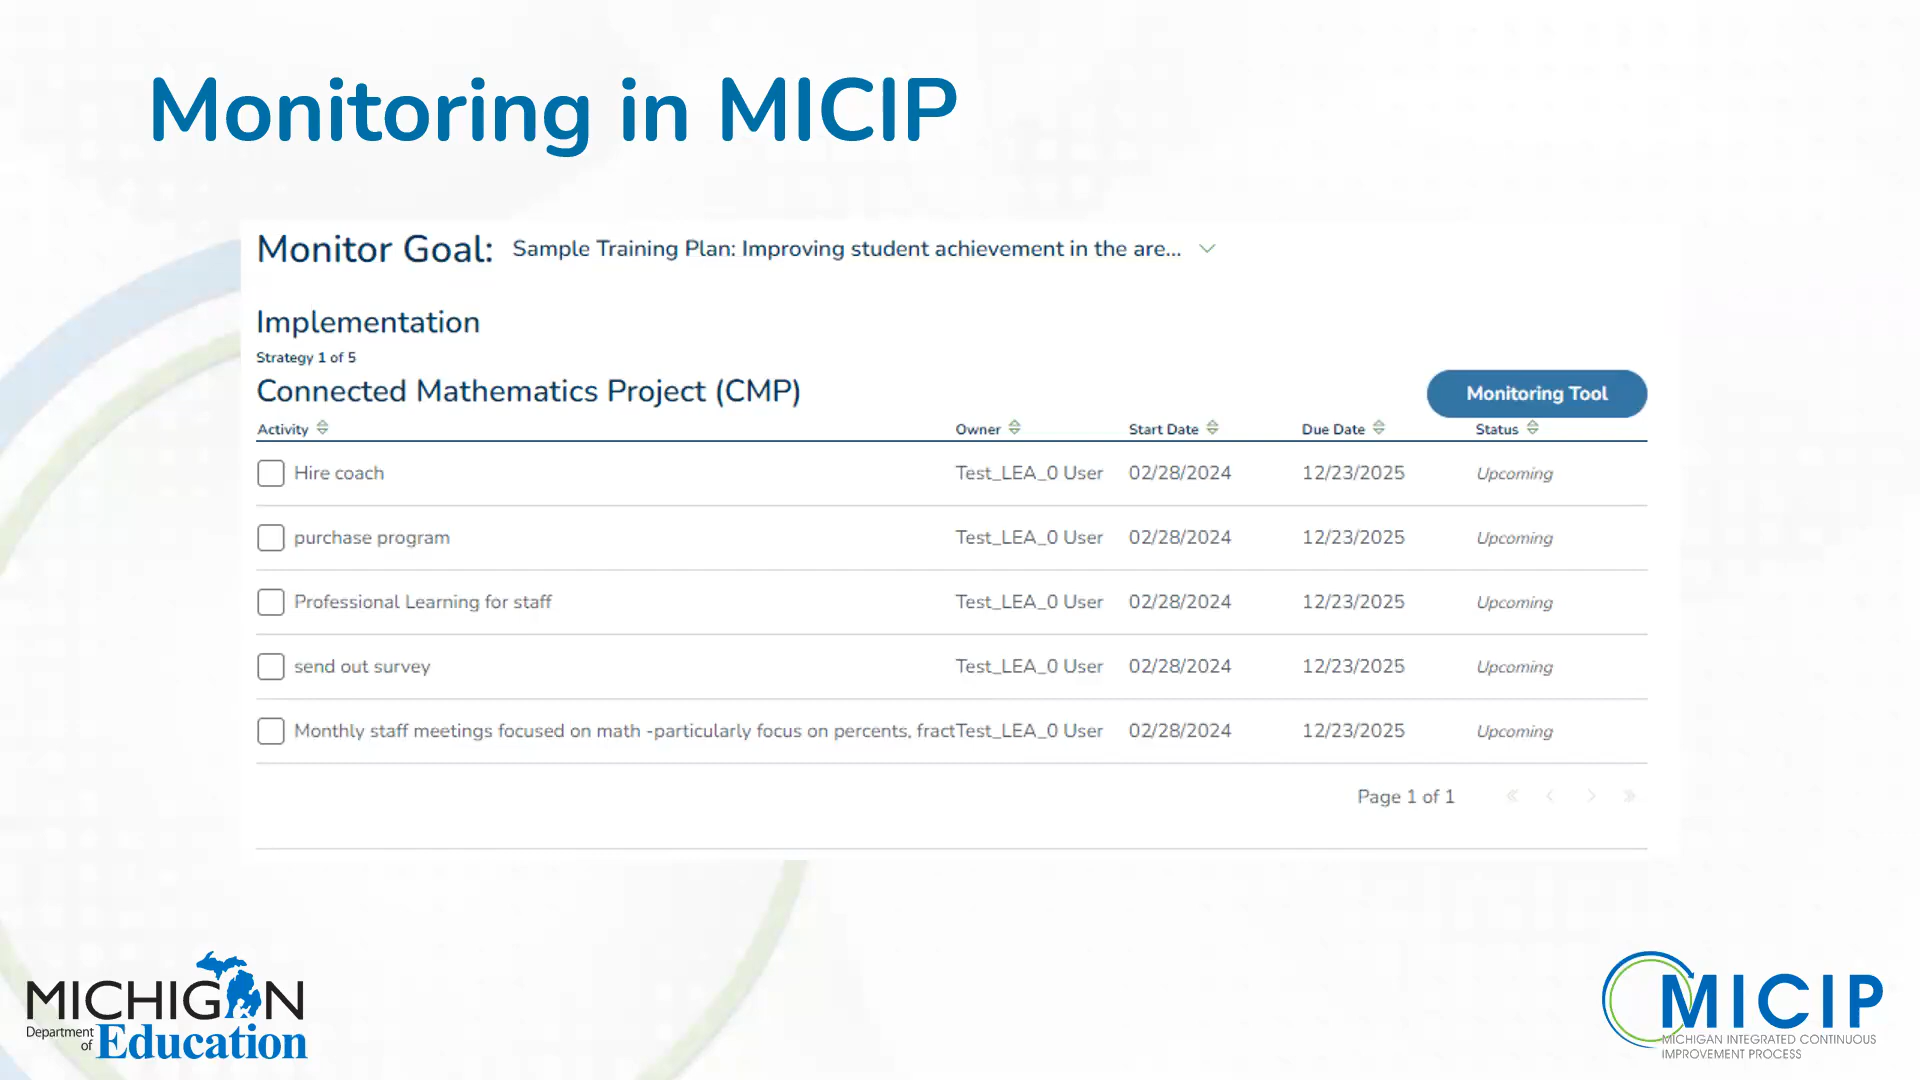 Monitoring in MICIP
Monitor Goal: Sample Training Plan: Improving student achievement in the are...
Implementation
Strategy 1 of 5
Connected Mathematics Project (CMP)
Monitoring Tool
Activity Owner Start Date Due Date Status
Hire coach Test_LEA_0 User 02/28/2024 12/23/2025 Upcoming
purchase program Test_LEA_0 User 02/28/2024 12/23/2025 Upcoming
Professional Learning for staff Test_LEA_0 User 02/28/2024 12/23/2025 Upcoming
send out survey Test_LEA_0 User 02/28/2024 12/23/2025 Upcoming
Monthly staff meetings focused on math -particularly focus on percents, fract Test_LEA_0 User 02/28/2024 12/23/2025 Upcoming
Page 1 of 1
MICHIGAN
Department
of Education
MICIP
MICHIGAN INTEGRATED CONTINUOUS
IMPROVEMENT PROCESS